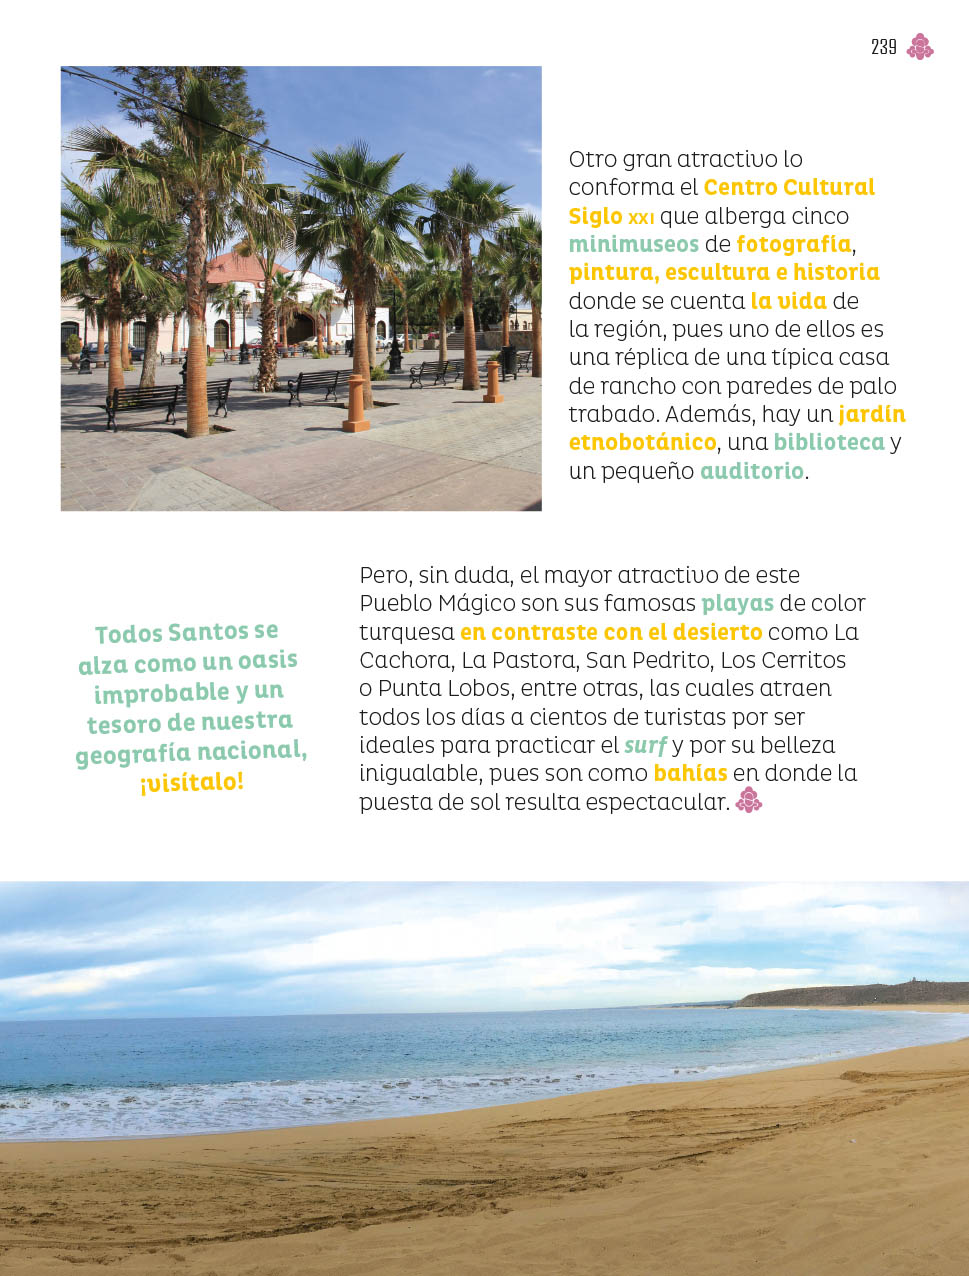 239
Otro gran atractivo lo
conforma el Centro Cultural
Siglo XXI que alberga cinco
minimuseos de fotografía,
pintura, escultura e historia
donde se cuenta la vida de
la región, pues uno de ellos es
una réplica de una típica casa
de rancho con paredes de palo
trabado. Además, hay un jardín
etnobotánico, una biblioteca y
un pequeño auditorio.
Pero, sin duda, el mayor atractivo de este
Pueblo Mágico son sus famosas playas de color
turquesa en contraste con el desierto como La
Cachora, La Pastora, San Pedrito, Los Cerritos
o Punta Lobos, entre otras, las cuales atraen
todos los días a cientos de turistas por ser
ideales para practicar el surf y por su belleza
inigualable, pues son como bahías en donde la
puesta de sol resulta espectacular.
Todos Santos se
alza como un oasis
improbable y un
tesoro de nuestra
geografía nacional,
¡visítalo!